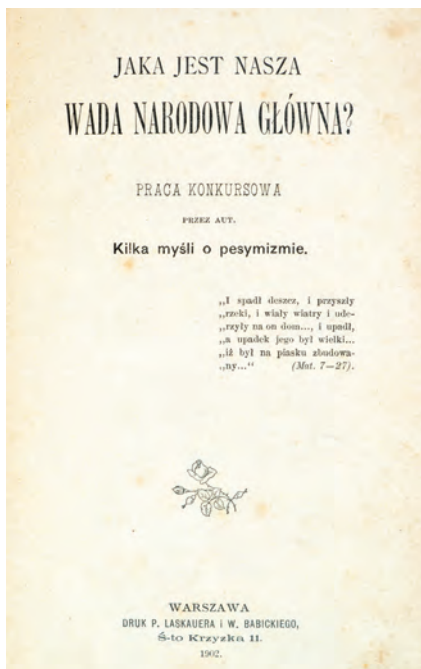 JAKA JEST NASZA
WADA NARODOWA GŁÓWNA?
PRACA KONKURSOWA
PRZEZ AUT.
Kilka myśli o pesymizmie.
„I spadł deszcz, i przyszły
„rzeki, i wiały wiatry i ude-
„rzyły na on dom..., i upadł,
„a upadek jego był wielki...
„iż był na piasku zbudowa-
„ny..." (Mat. 7—27).
WARSZAWA
DRUK P. LASKAUERA i W. BABICKIEGO,
Ś-to Krzyzka 11.
1902.